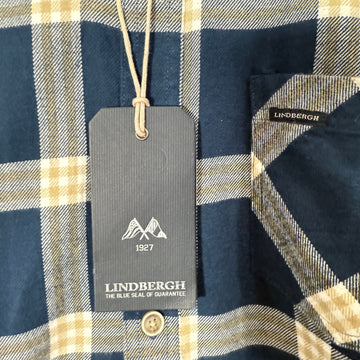 LINDBERGH
1927
LINDBERGH
THE BLUE SEAL OF GUARANTEE